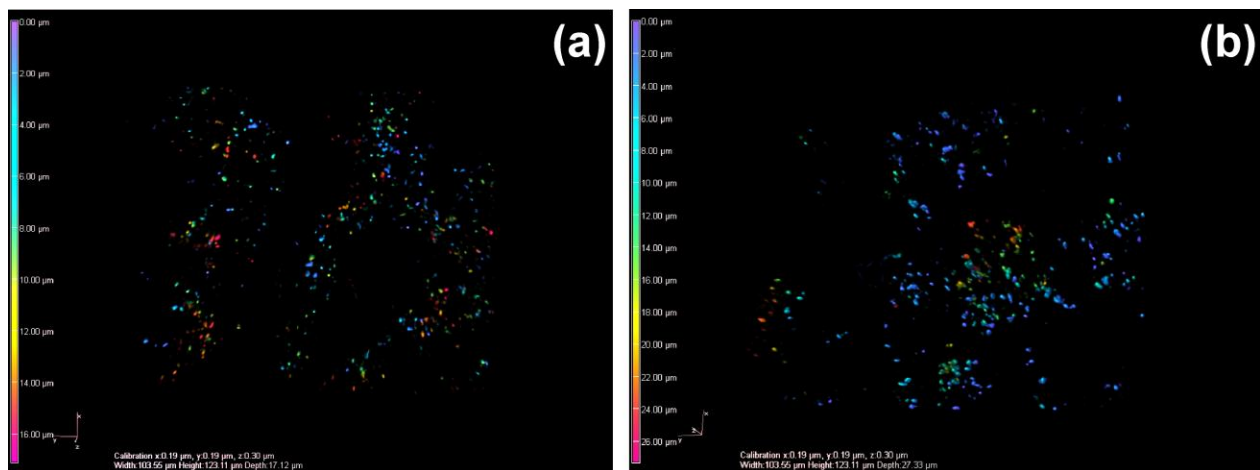 (a)
0.00 µm
2.00 µm
4.00 µm
6.00 µm
8.00 µm
10.00 µm
12.00 µm
14.00 µm
16.00 µm
x
y
z
Calibration x:0.19 µm, y:0.19 µm, z:0.30 µm
Width:103.55 µm Height:123.11 µm Depth:17.12 µm
(b)
0.00 µm
2.00 µm
4.00 µm
6.00 µm
8.00 µm
10.00 µm
12.00 µm
14.00 µm
16.00 µm
18.00 µm
20.00 µm
22.00 µm
24.00 µm
26.00 µm
x
z
y
Calibration x:0.19 µm, y:0.19 µm, z:0.30 µm
Width:103.55 µm Height:123.11 µm Depth:27.33 µm